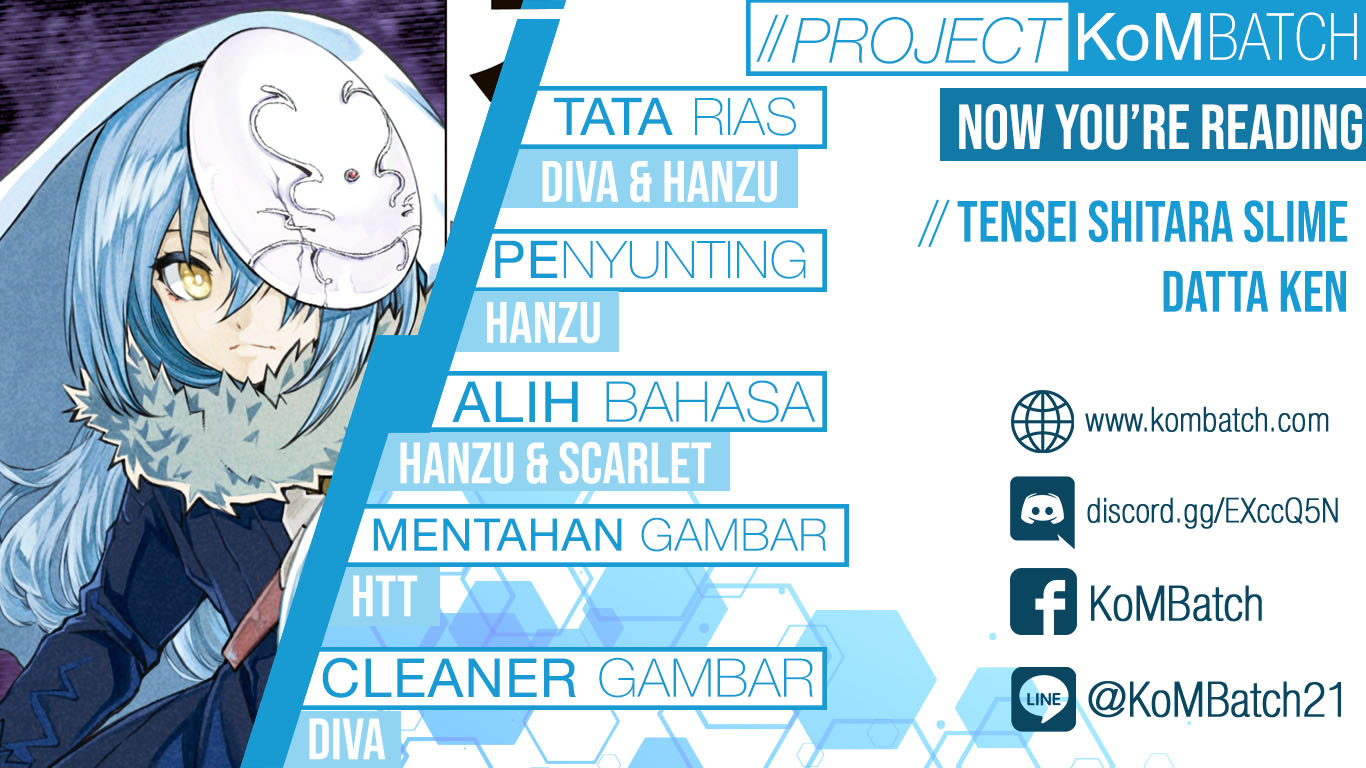 //PROJECT KoMBATCH
TATA RIAS
DIVA & HANZU
PENYUNTING
HANZU
ALIH BAHASA
HANZU & SCARLET
MENTAHAN GAMBAR
HTT
CLEANER GAMBAR
DIVA
NOW YOU'RE READING
// TENSEI SHITARA SLIME
DATTA KEN
www.kombatch.com
discord.gg/EXccQ5N
KoMBatch
LINE @KoMBatch21